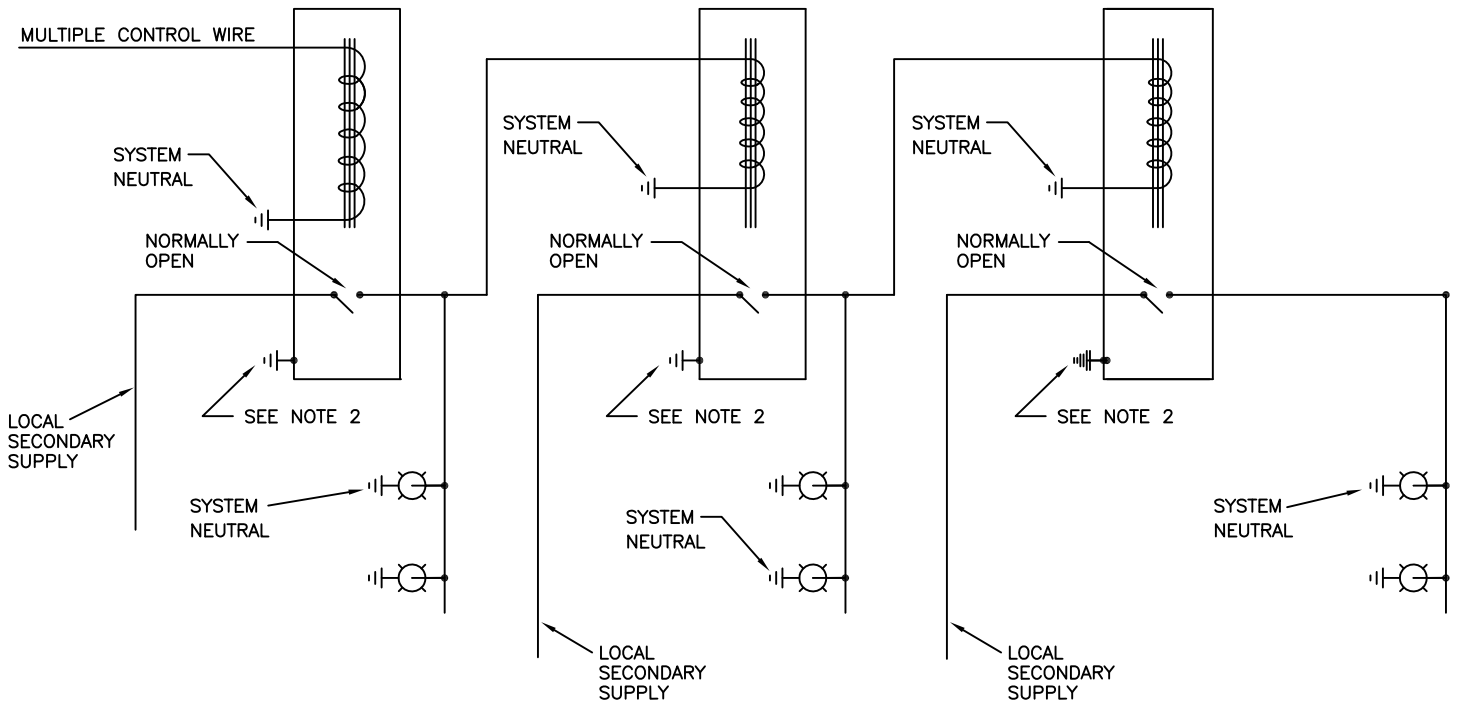 MULTIPLE CONTROL WIRE
SYSTEM
NEUTRAL
SYSTEM
NEUTRAL
SYSTEM
NEUTRAL
NORMALLY
OPEN
NORMALLY
OPEN
NORMALLY
OPEN
SEE NOTE 2
SEE NOTE 2
SEE NOTE 2
LOCAL
SECONDARY
SUPPLY
SYSTEM
NEUTRAL
SYSTEM
NEUTRAL
SYSTEM
NEUTRAL
LOCAL
SECONDARY
SUPPLY
LOCAL
SECONDARY
SUPPLY